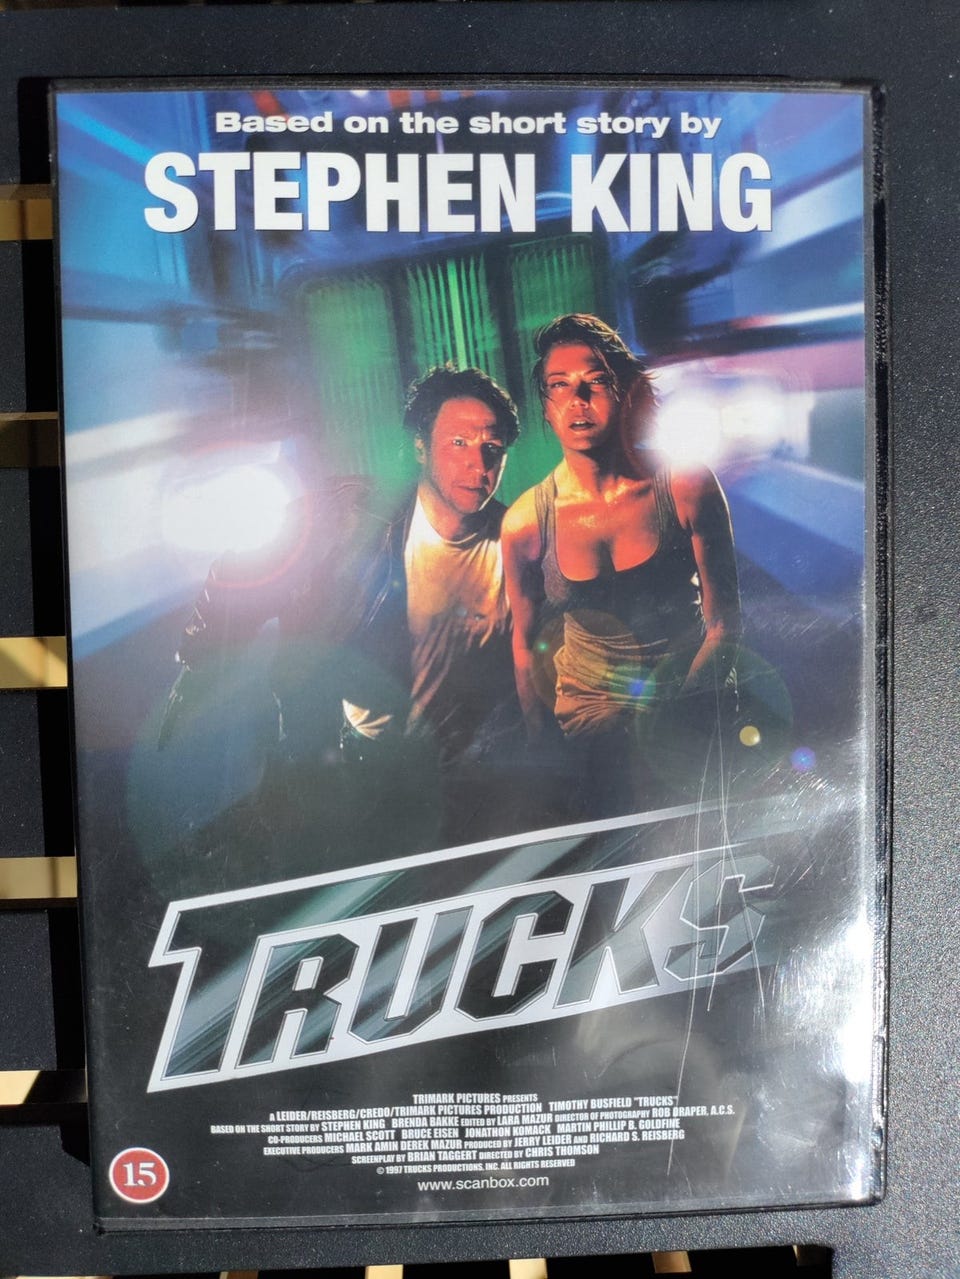 Based on the short story by
STEPHEN KING
TRUCKS
TRIMARK PICTURES PRESENTS
A LEIDER/REISBERG/CREDO/TRIMARK PICTURES PRODUCTION TIMOTHY BUSFIELD "TRUCKS"
BASED ON THE SHORT STORY BY STEPHEN KING BRENDA BAKKE EDITED BY LARA MAZUR DIRECTOR OF PHOTOGRAPHY ROB DRAPER, A.C.S.
CO-PRODUCERS MICHAEL SCOTT BRUCE EISEN JONATHON KOMACK MARTIN PHILLIP B. GOLDFINE
EXECUTIVE PRODUCERS MARK AMIN DEREK MAZUR PRODUCED BY JERRY LEIDER AND RICHARD S. REISBERG
SCREENPLAY BY BRIAN TAGGERT DIRECTED BY CHRIS THOMSON
© 1997 TRUCKS PRODUCTIONS, INC. ALL RIGHTS RESERVED
15
www.scanbox.com